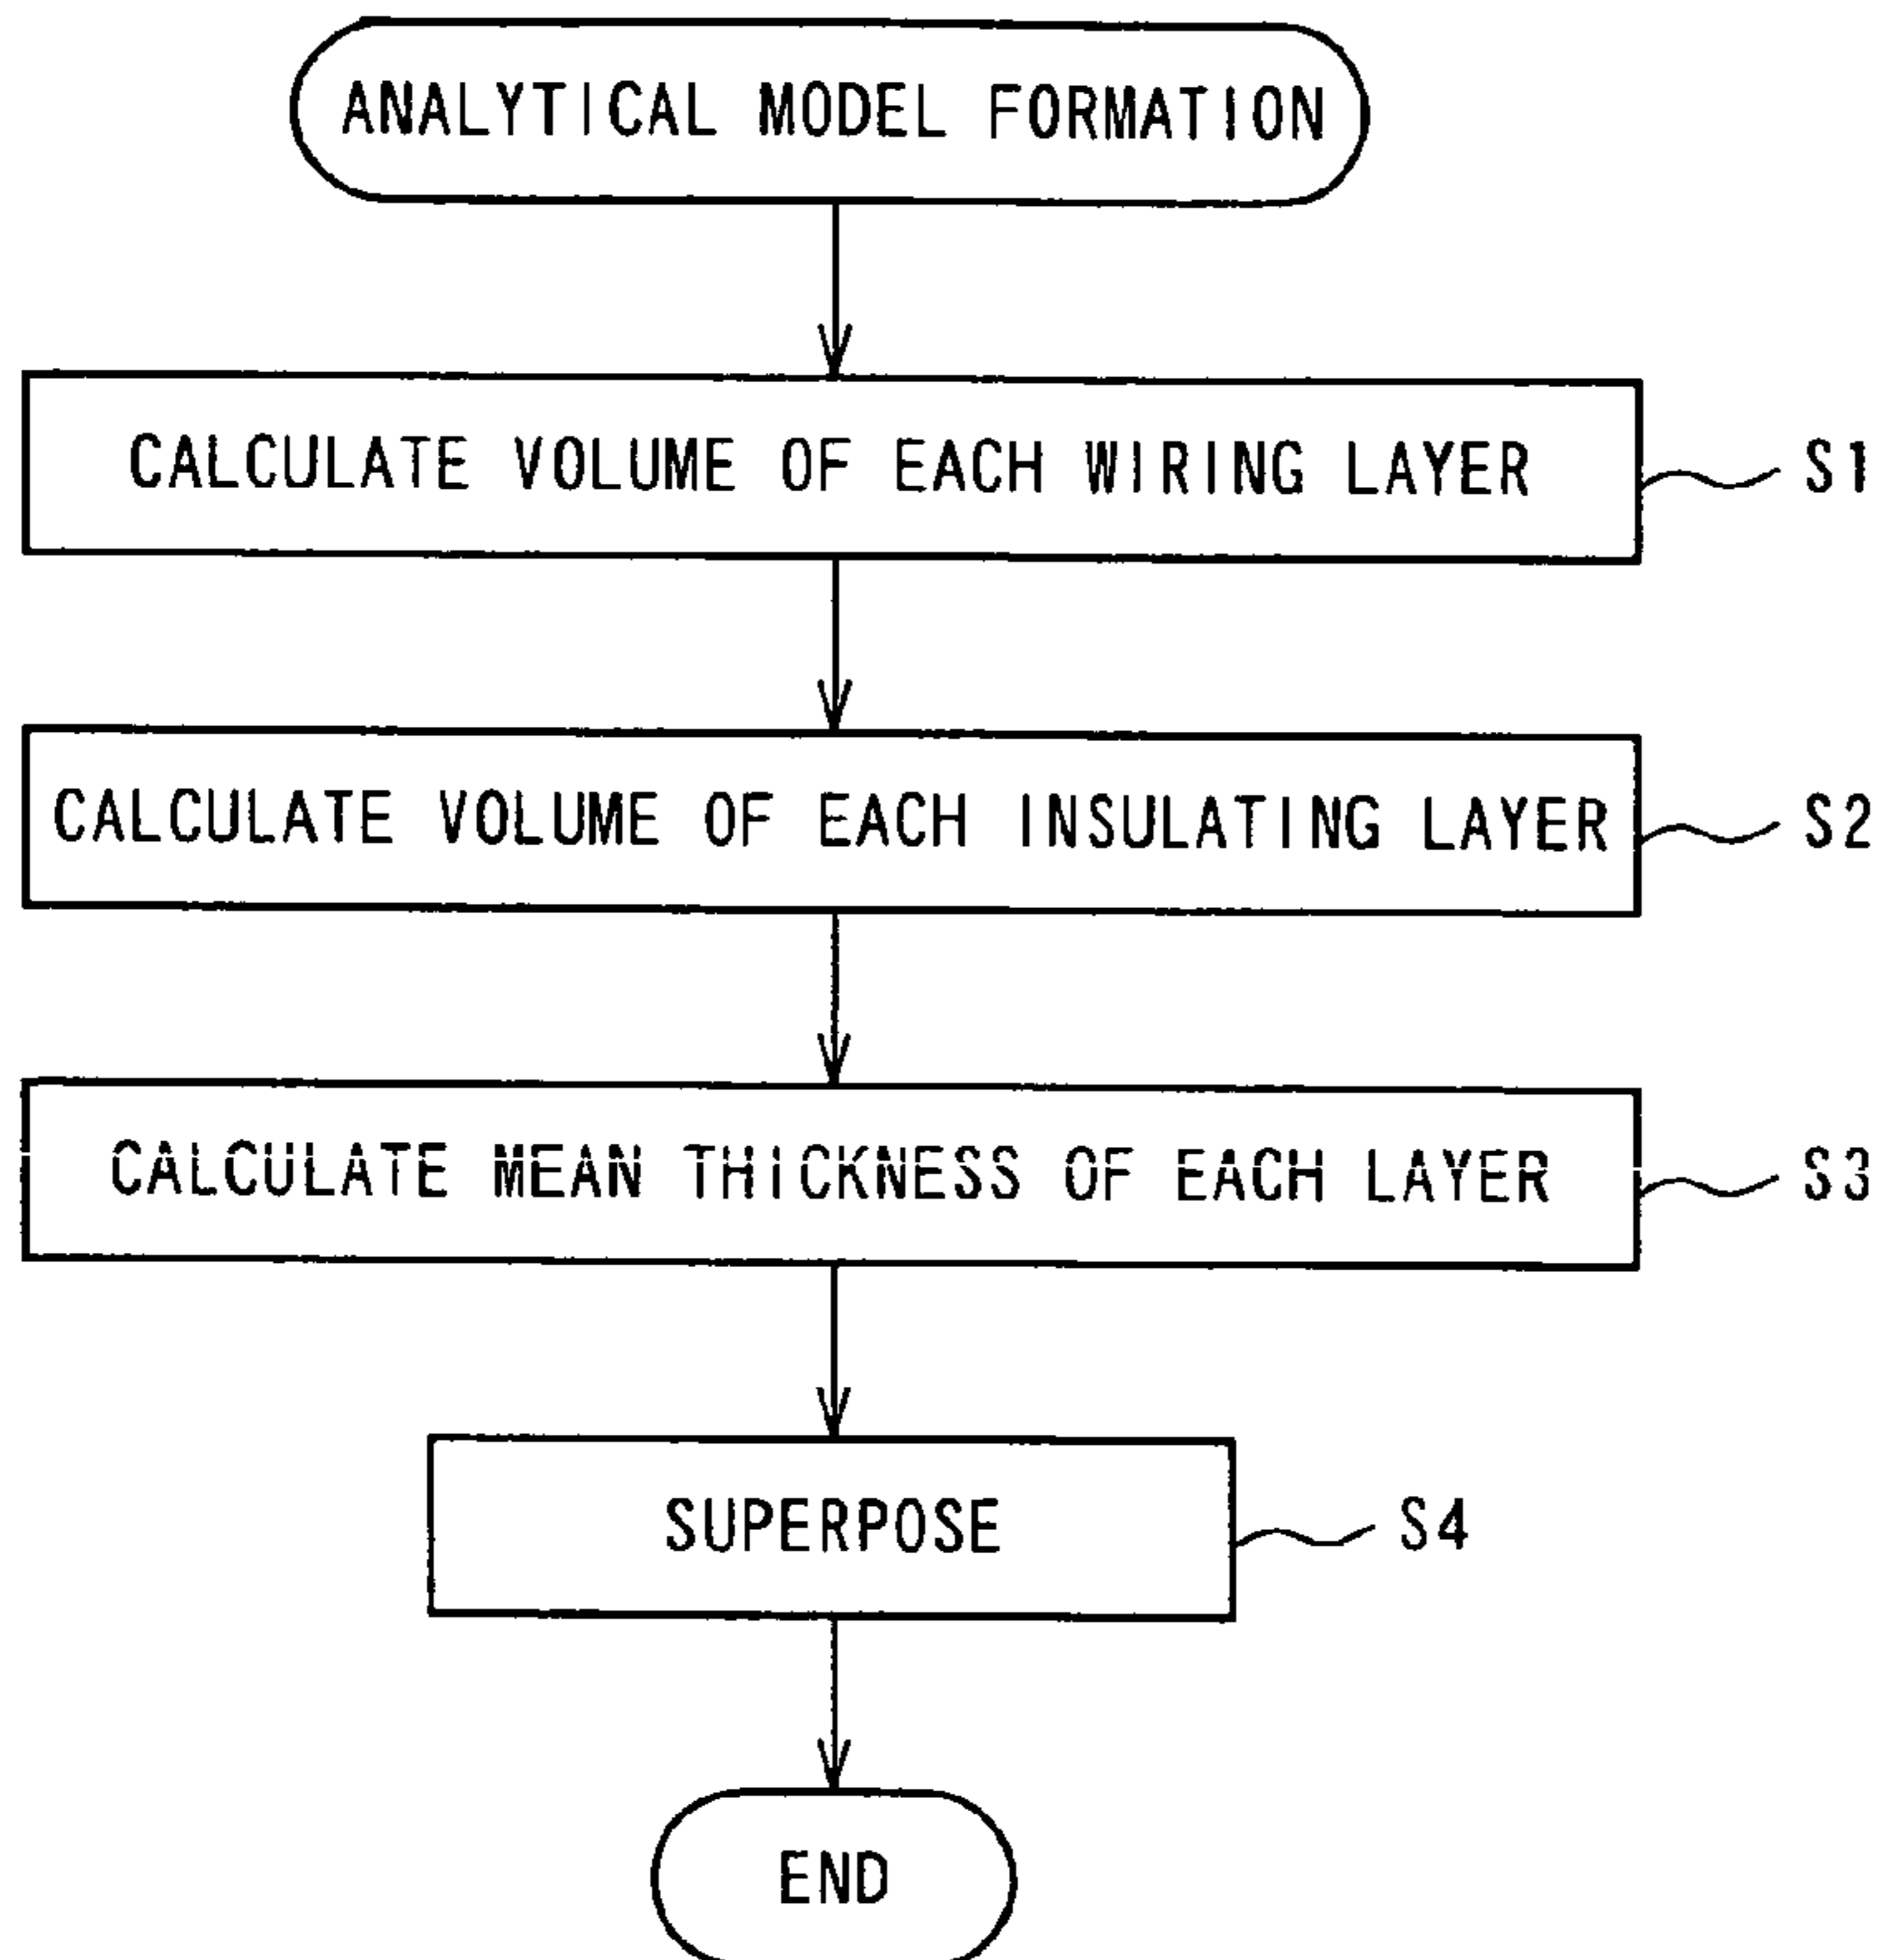 ANALYTICAL MODEL FORMATION
CALCULATE VOLUME OF EACH WIRING LAYER
S1
CALCULATE VOLUME OF EACH INSULATING LAYER
S2
CALCULATE MEAN THICKNESS OF EACH LAYER
S3
SUPERPOSE
S4
END